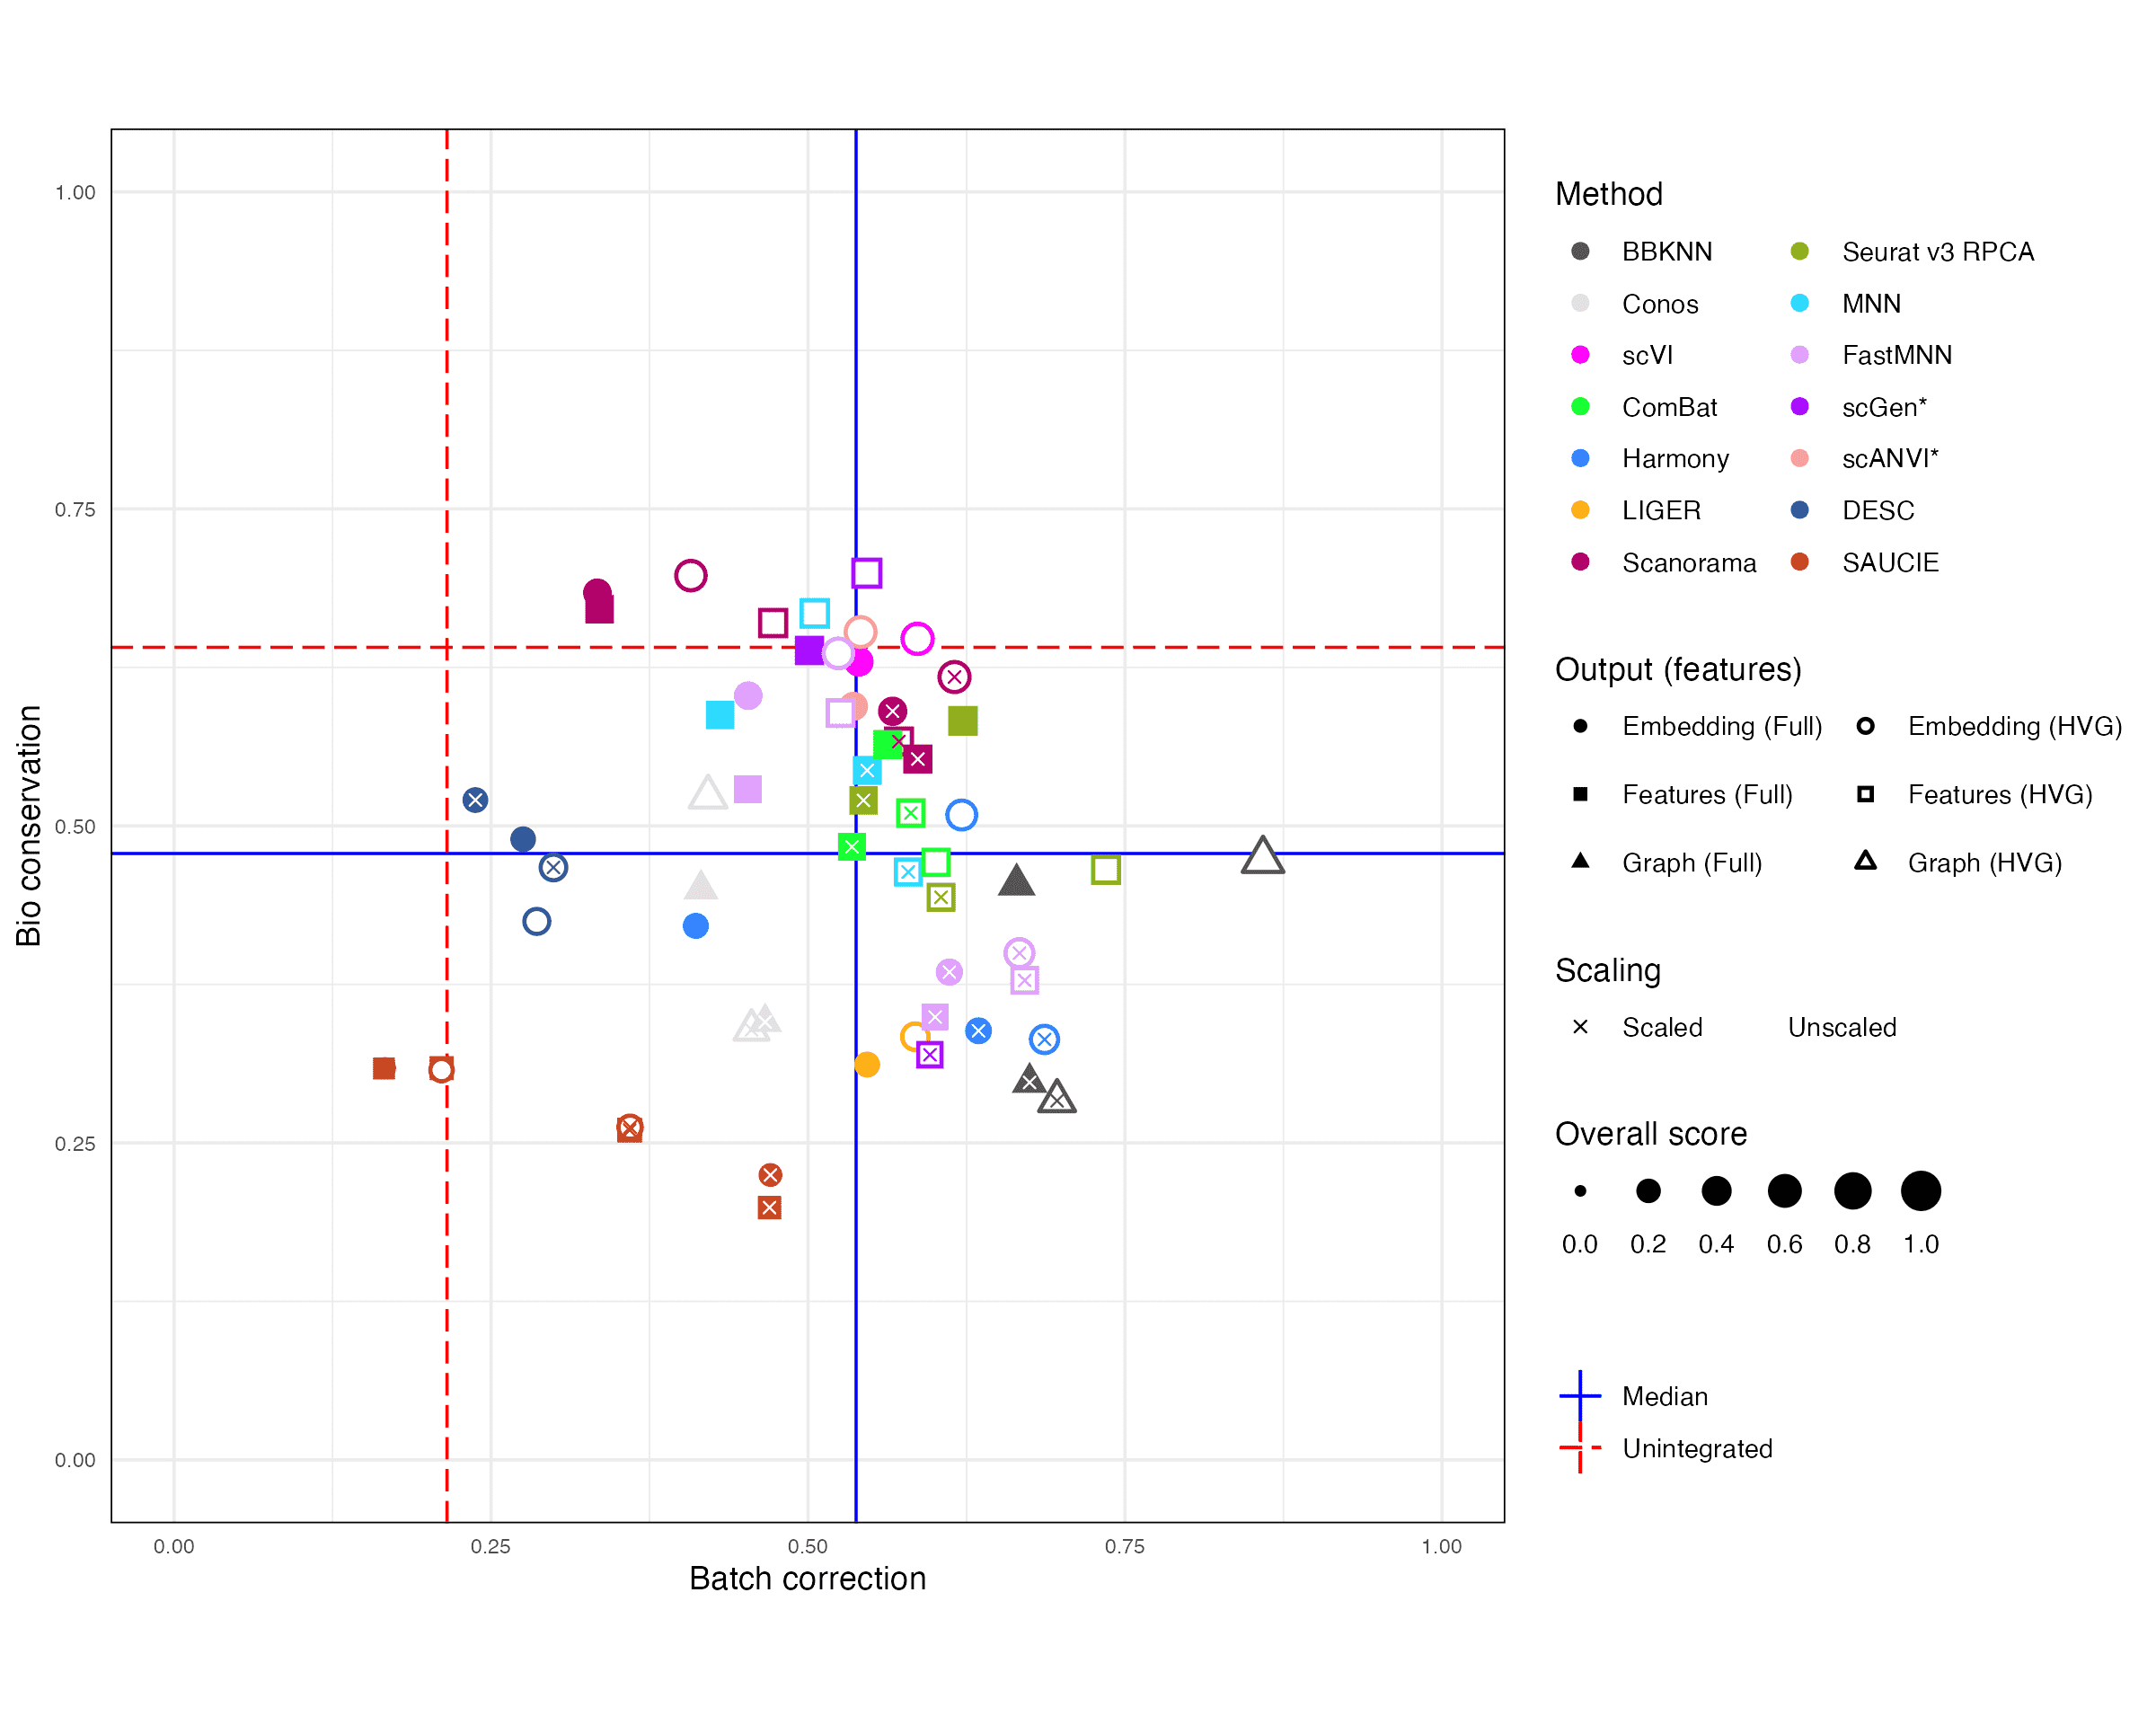 1.00
0.75
0.50
0.25
0.00
Bio conservation
0.00 0.25 0.50 0.75 1.00
Batch correction
Method
BBKNN Seurat v3 RPCA
Conos MNN
scVI FastMNN
ComBat scGen*
Harmony scANVI*
LIGER DESC
Scanorama SAUCIE
Output (features)
Embedding (Full) Embedding (HVG)
Features (Full) Features (HVG)
Graph (Full) Graph (HVG)
Scaling
Scaled Unscaled
Overall score
0.0 0.2 0.4 0.6 0.8 1.0
Median
Unintegrated